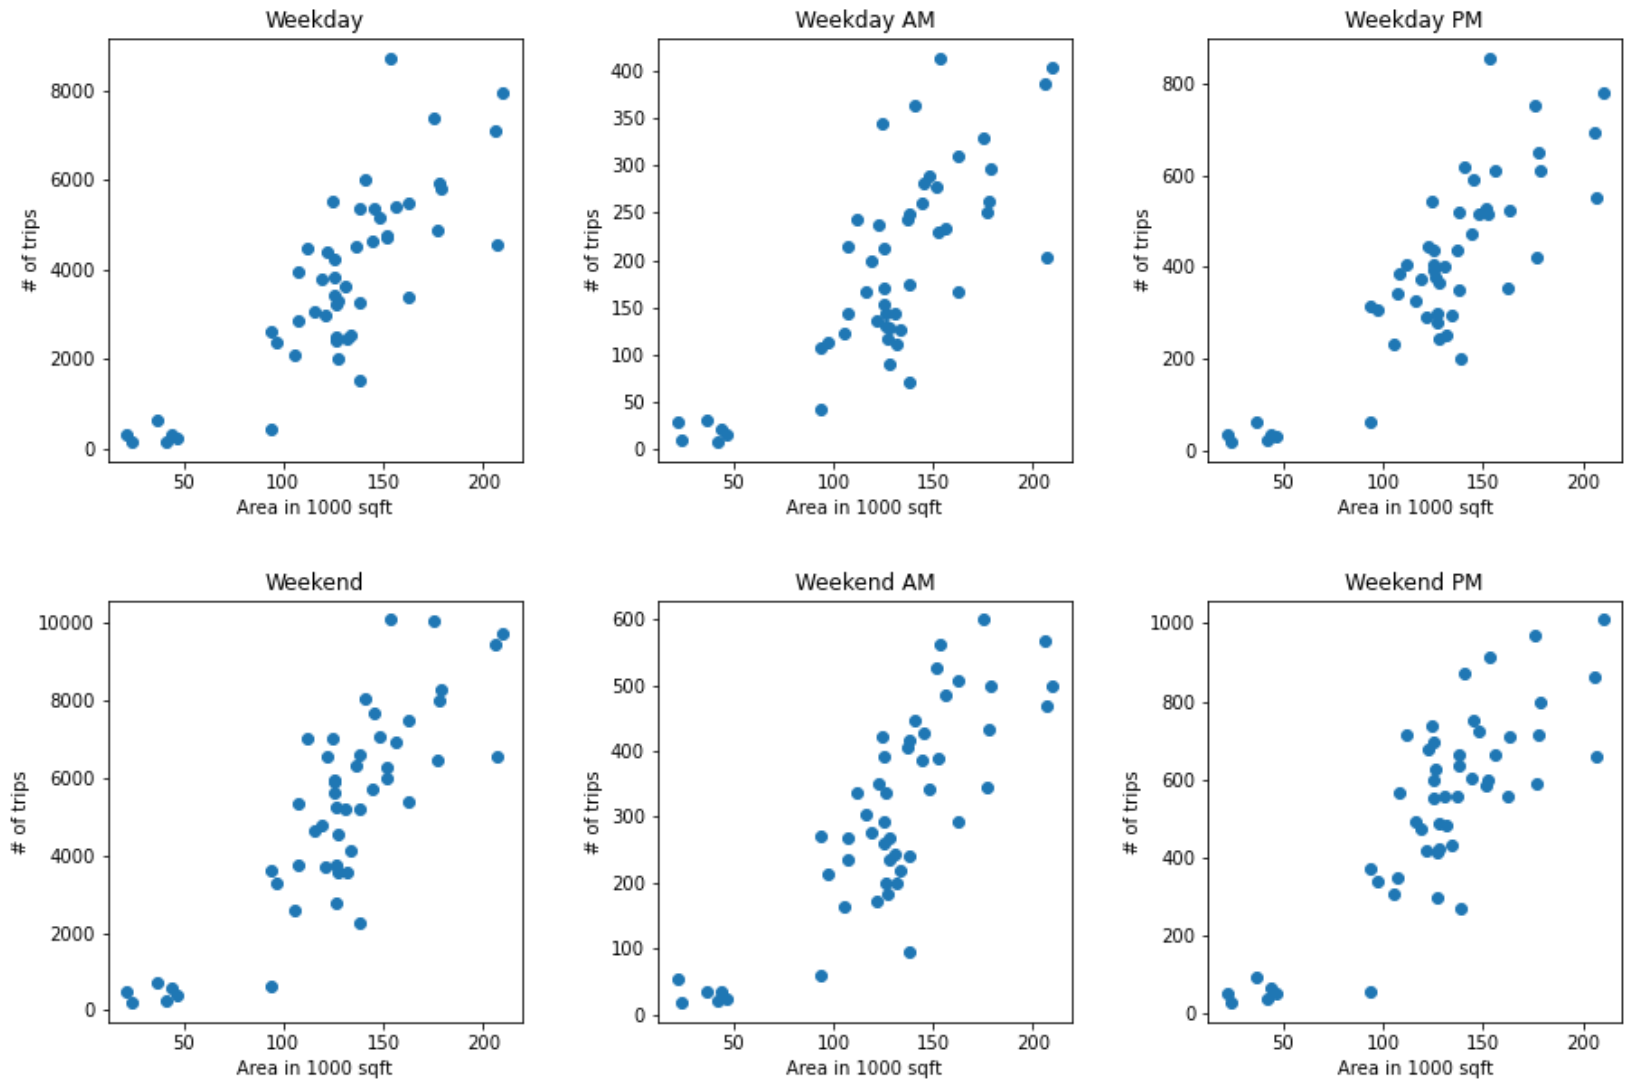 Weekday
# of trips
8000
6000
4000
2000
0
50 100 150 200
Area in 1000 sqft
Weekday AM
# of trips
400
350
300
250
200
150
100
50
0
50 100 150 200
Area in 1000 sqft
Weekday PM
# of trips
800
600
400
200
0
50 100 150 200
Area in 1000 sqft
Weekend
# of trips
10000
8000
6000
4000
2000
0
50 100 150 200
Area in 1000 sqft
Weekend AM
# of trips
600
500
400
300
200
100
0
50 100 150 200
Area in 1000 sqft
Weekend PM
# of trips
1000
800
600
400
200
0
50 100 150 200
Area in 1000 sqft